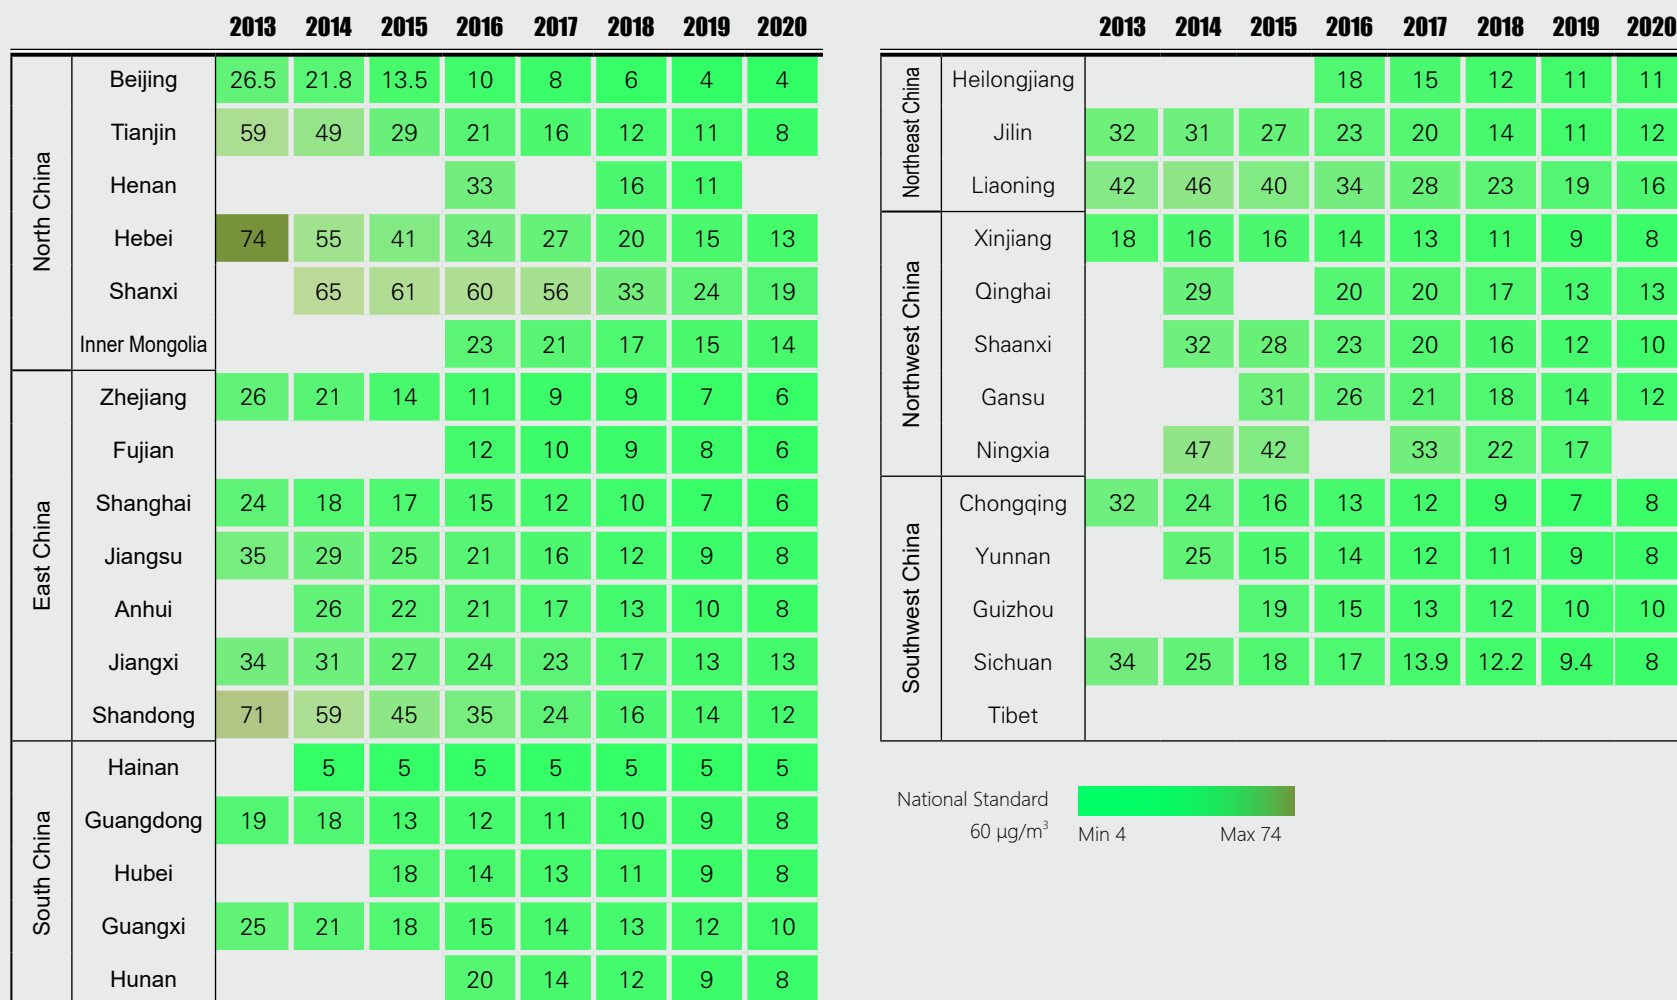 2013 2014 2015 2016 2017 2018 2019 2020
North China
Beijing 26.5 21.8 13.5 10 8 6 4 4
Tianjin 59 49 29 21 16 12 11 8
Henan 33 16 11
Hebei 74 55 41 34 27 20 15 13
Shanxi 65 61 60 56 33 24 19
Inner Mongolia 23 21 17 15 14
East China
Zhejiang 26 21 14 11 9 9 7 6
Fujian 12 10 9 8 6
Shanghai 24 18 17 15 12 10 7 6
Jiangsu 35 29 25 21 16 12 9 8
Anhui 26 22 21 17 13 10 8
Jiangxi 34 31 27 24 23 17 13 13
Shandong 71 59 45 35 24 16 14 12
South China
Hainan 5 5 5 5 5 5 5
Guangdong 19 18 13 12 11 10 9 8
Hubei 18 14 13 11 9 8
Guangxi 25 21 18 15 14 13 12 10
Hunan 20 14 12 9 8
2013 2014 2015 2016 2017 2018 2019 2020
Northeast China
Heilongjiang 18 15 12 11 11
Jilin 32 31 27 23 20 14 11 12
Liaoning 42 46 40 34 28 23 19 16
Northwest China
Xinjiang 18 16 16 14 13 11 9 8
Qinghai 29 20 20 17 13 13
Shaanxi 32 28 23 20 16 12 10
Gansu 31 26 21 18 14 12
Ningxia 47 42 33 22 17
Southwest China
Chongqing 32 24 16 13 12 9 7 8
Yunnan 25 15 14 12 11 9 8
Guizhou 19 15 13 12 10 10
Sichuan 34 25 18 17 13.9 12.2 9.4 8
Tibet
National Standard
60 µg/m³ Min 4 Max 74